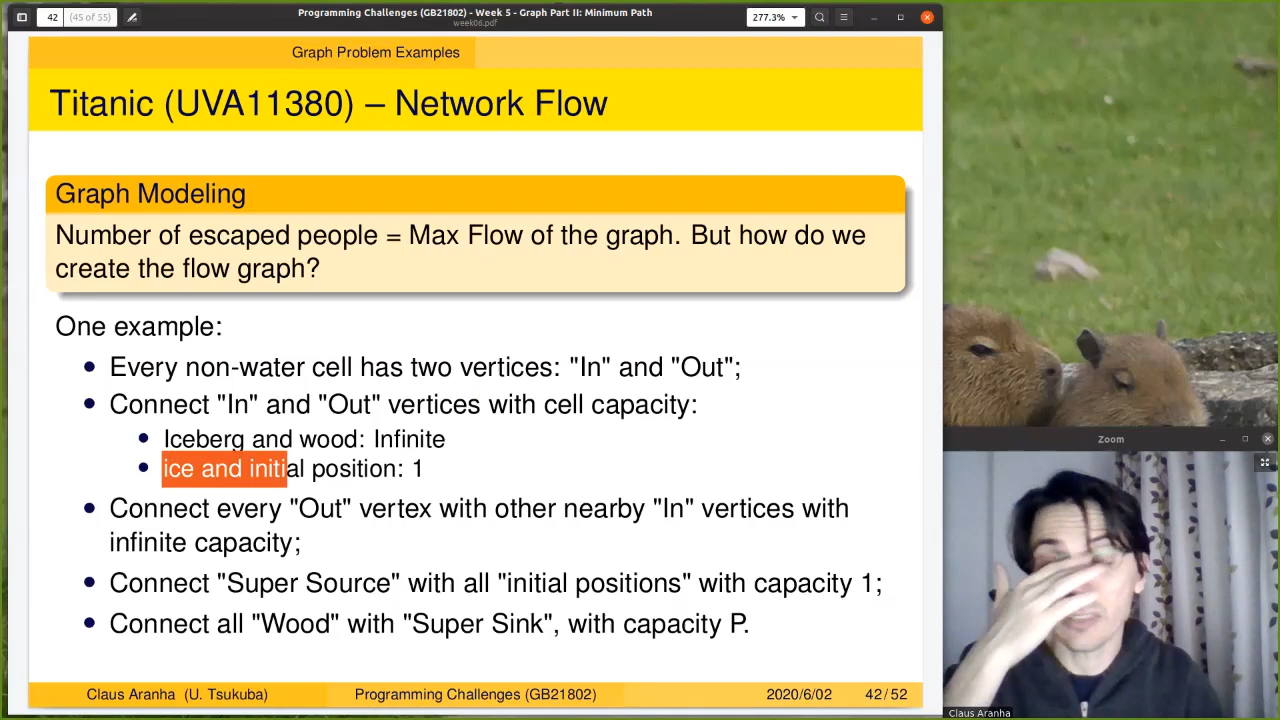 42
(45 of 55)
Programming Challenges (GB21802) - Week 5 - Graph Part II: Minimum Path
week06.pdf
277.3%
Graph Problem Examples
Titanic (UVA11380) – Network Flow
Graph Modeling
Number of escaped people = Max Flow of the graph. But how do we
create the flow graph?
One example:
Every non-water cell has two vertices: "In" and "Out";
Connect "In" and "Out" vertices with cell capacity:
Iceberg and wood: Infinite
ice and initial position: 1
Connect every "Out" vertex with other nearby "In" vertices with
infinite capacity;
Connect "Super Source" with all "initial positions" with capacity 1;
Connect all "Wood" with "Super Sink", with capacity P.
Claus Aranha (U. Tsukuba)
Programming Challenges (GB21802)
2020/6/02
42/52
Zoom
Claus Aranha